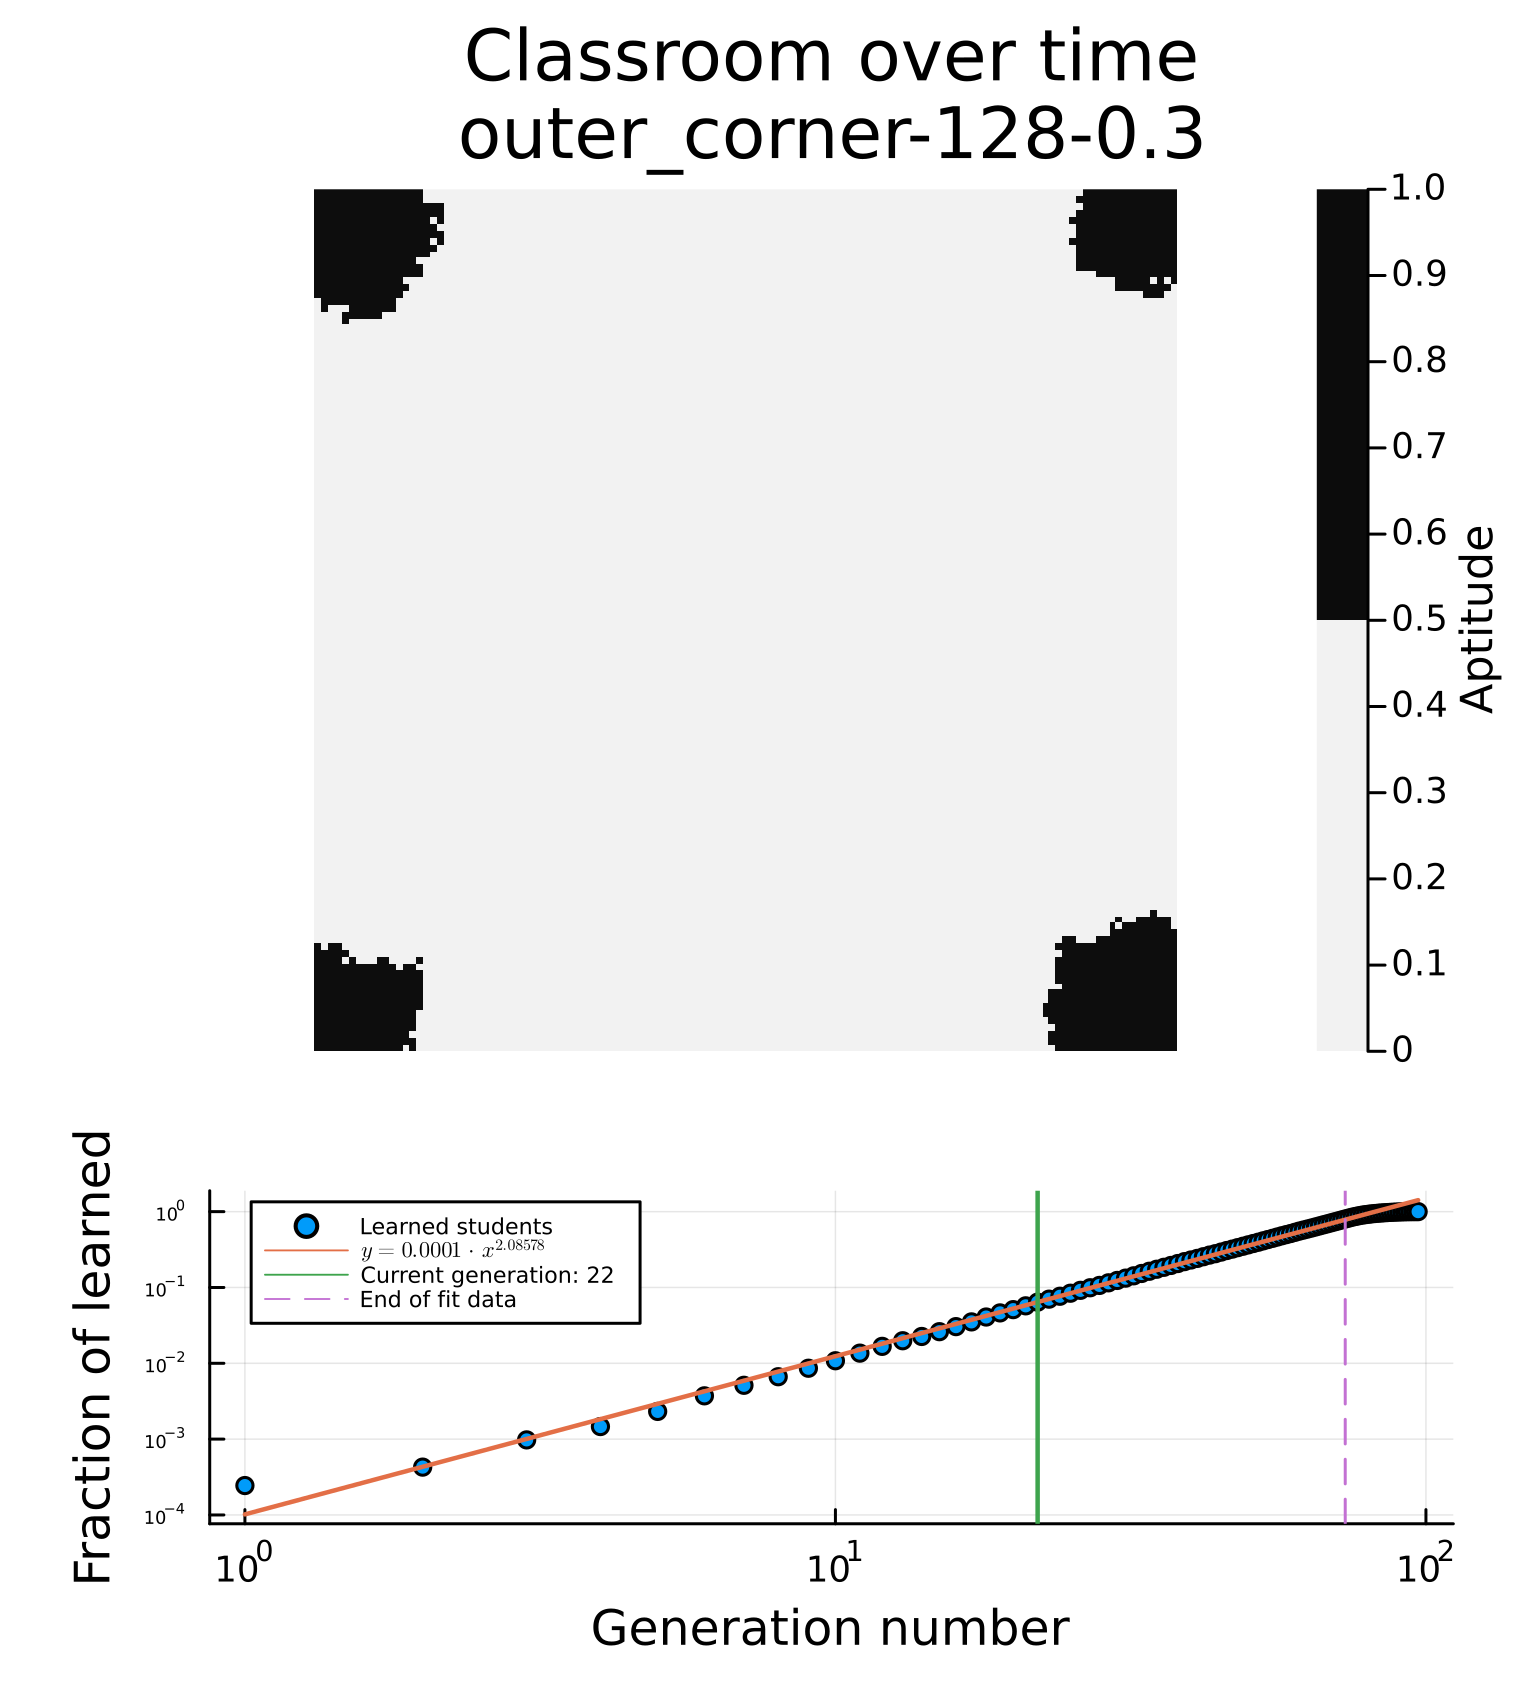 Classroom over time
outer_corner-128-0.3
1.0
0.9
0.8
0.7
0.6
0.5
0.4
0.3
0.2
0.1
0
Aptitude
Fraction of learned
10^0
10^-1
10^-2
10^-3
10^-4
Learned students
y = 0.0001 · x^2.08578
Current generation: 22
End of fit data
10^0 10^1 10^2
Generation number